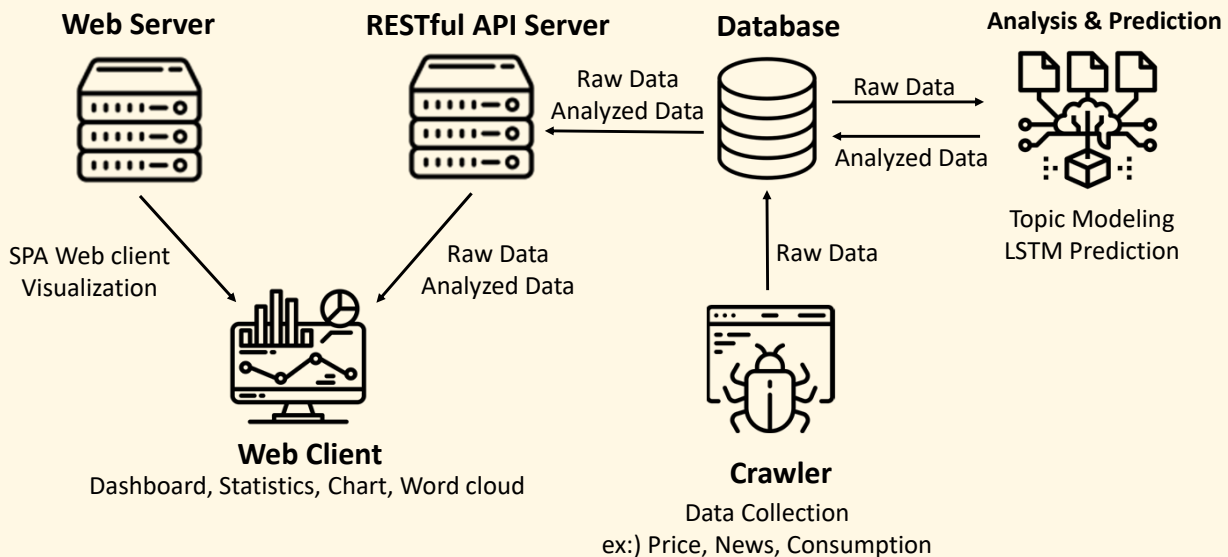 Web Server
RESTful API Server
Database
Analysis & Prediction
Raw Data
Analyzed Data
Raw Data
Analyzed Data
Topic Modeling
LSTM Prediction
SPA Web client
Visualization
Raw Data
Analyzed Data
Raw Data
Web Client
Dashboard, Statistics, Chart, Word cloud
Crawler
Data Collection
ex:) Price, News, Consumption